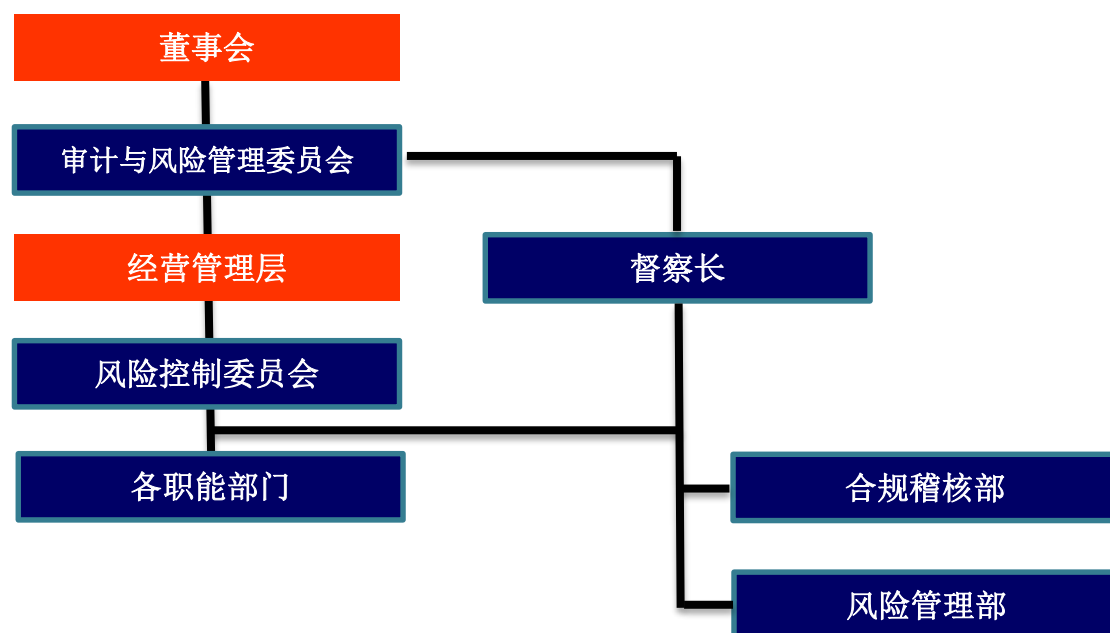 董事会
审计与风险管理委员会
经营管理层
督察长
风险控制委员会
各职能部门
合规稽核部
风险管理部